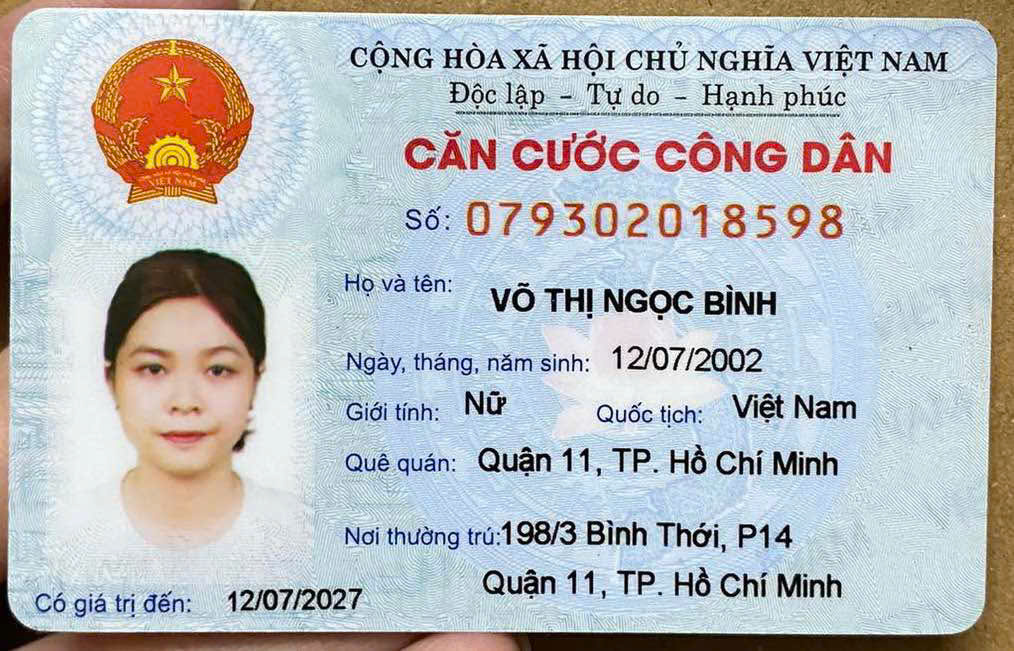 CỘNG HÒA XÃ HỘI CHỦ NGHĨA VIỆT NAM
Độc lập – Tự do – Hạnh phúc
CĂN CƯỚC CÔNG DÂN
Số: 079302018598
Họ và tên: VÕ THỊ NGỌC BÌNH
Ngày, tháng, năm sinh: 12/07/2002
Giới tính: Nữ Quốc tịch: Việt Nam
Quê quán: Quận 11, TP. Hồ Chí Minh
Nơi thường trú: 198/3 Bình Thới, P14
Quận 11, TP. Hồ Chí Minh
Có giá trị đến: 12/07/2027
VIỆT NAM